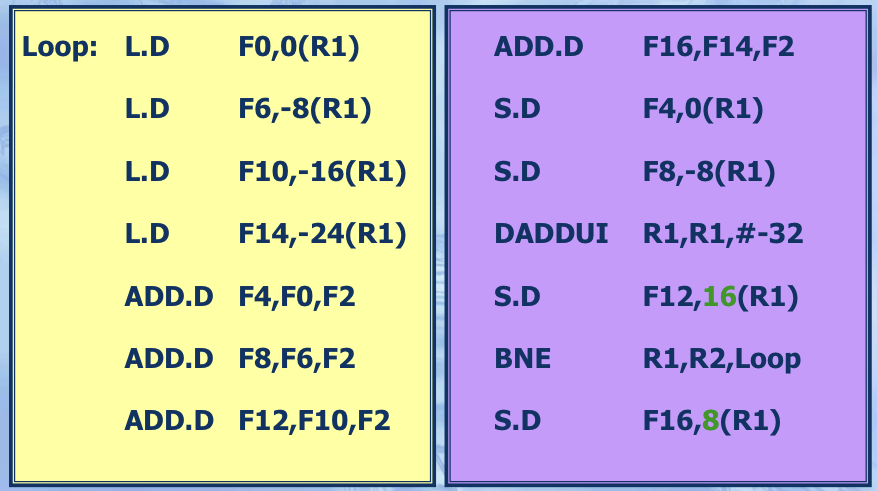 Loop: L.D F0,0(R1)
L.D F6,-8(R1)
L.D F10,-16(R1)
L.D F14,-24(R1)
ADD.D F4,F0,F2
ADD.D F8,F6,F2
ADD.D F12,F10,F2
ADD.D F16,F14,F2
S.D F4,0(R1)
S.D F8,-8(R1)
DADDUI R1,R1,#-32
S.D F12,16(R1)
BNE R1,R2,Loop
S.D F16,8(R1)